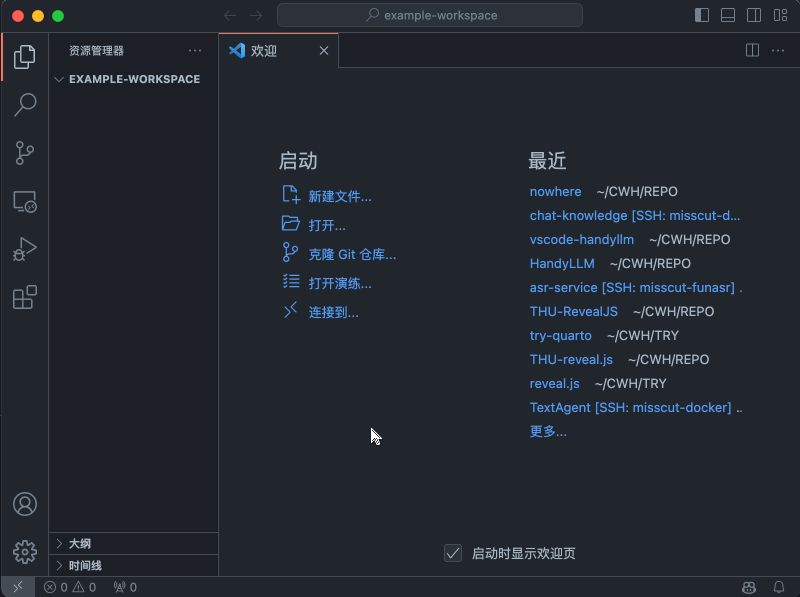 example-workspace
资源管理器
EXAMPLE-WORKSPACE
大纲
时间线
欢迎
启动
新建文件...
打开...
克隆 Git 仓库...
打开演练...
连接到...
最近
nowhere ~/CWH/REPO
chat-knowledge [SSH: misscut-d...
vscode-handyllm ~/CWH/REPO
HandyLLM ~/CWH/REPO
asr-service [SSH: misscut-funasr] .
THU-RevealJS ~/CWH/REPO
try-quarto ~/CWH/TRY
THU-reveal.js ~/CWH/REPO
reveal.js ~/CWH/TRY
TextAgent [SSH: misscut-docker] ..
更多...
启动时显示欢迎页
0 0 0